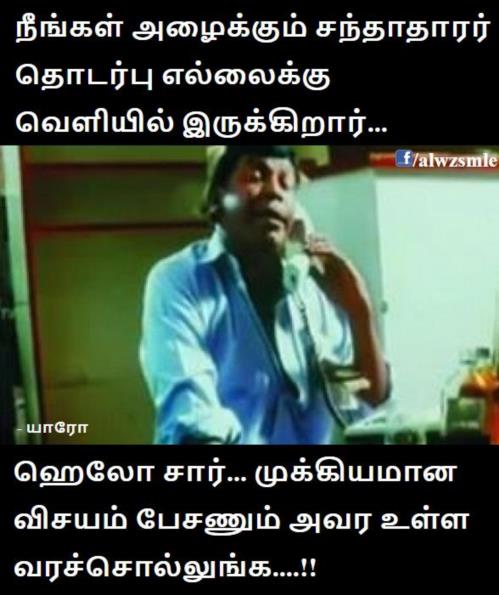 நீங்கள் அழைக்கும் சந்தாதாரர்
தொடர்பு எல்லைக்கு
வெளியில் இருக்கிறார்...
f/alwzsmle
- யாரோ
ஹெலோ சார்... முக்கியமான
விசயம் பேசணும் அவர உள்ள
வரச்சொல்லுங்க....!!